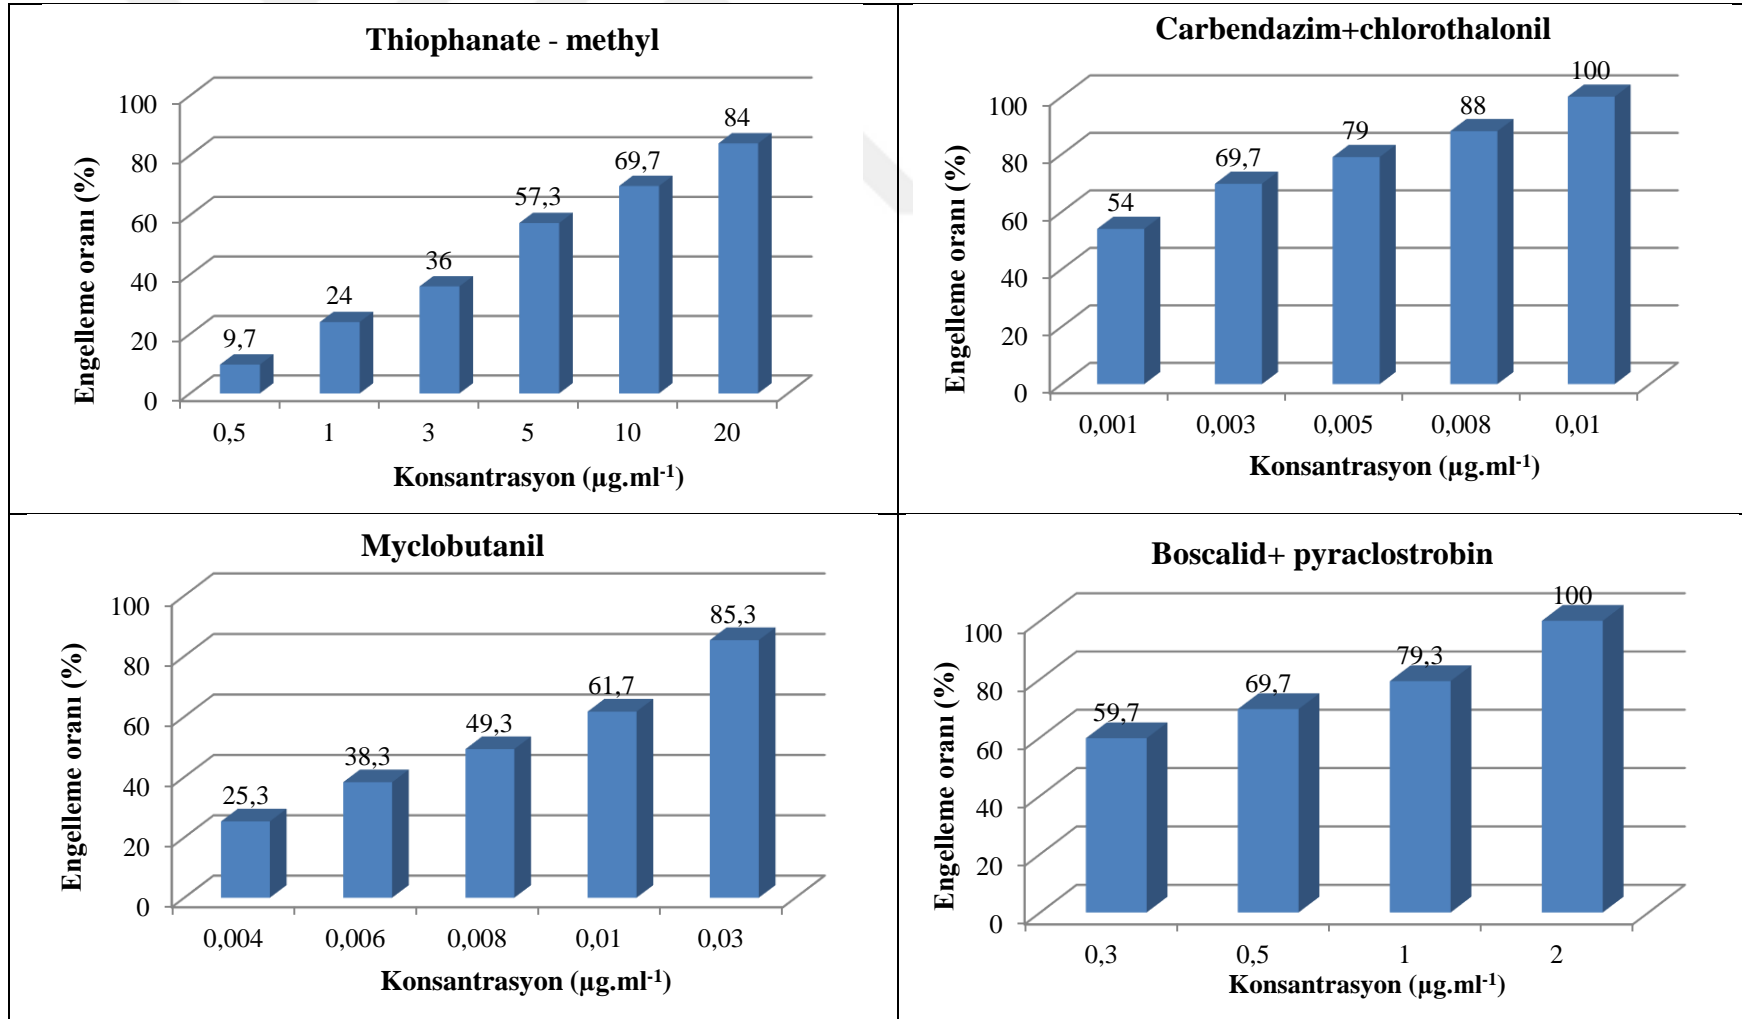 Thiophanate - methyl
Engelleme oranı (%)
100
80
60
40
20
0
9,7
24
36
57,3
69,7
84
0,5 1 3 5 10 20
Konsantrasyon (µg.ml-1)
Carbendazim+chlorothalonil
Engelleme oranı (%)
100
80
60
40
20
0
54
69,7
79
88
100
0,001 0,003 0,005 0,008 0,01
Konsantrasyon (µg.ml-1)
Myclobutanil
Engelleme oranı (%)
100
80
60
40
20
0
25,3
38,3
49,3
61,7
85,3
0,004 0,006 0,008 0,01 0,03
Konsantrasyon (µg.ml-1)
Boscalid+ pyraclostrobin
Engelleme oranı (%)
100
80
60
40
20
0
59,7
69,7
79,3
100
0,3 0,5 1 2
Konsantrasyon (µg.ml-1)